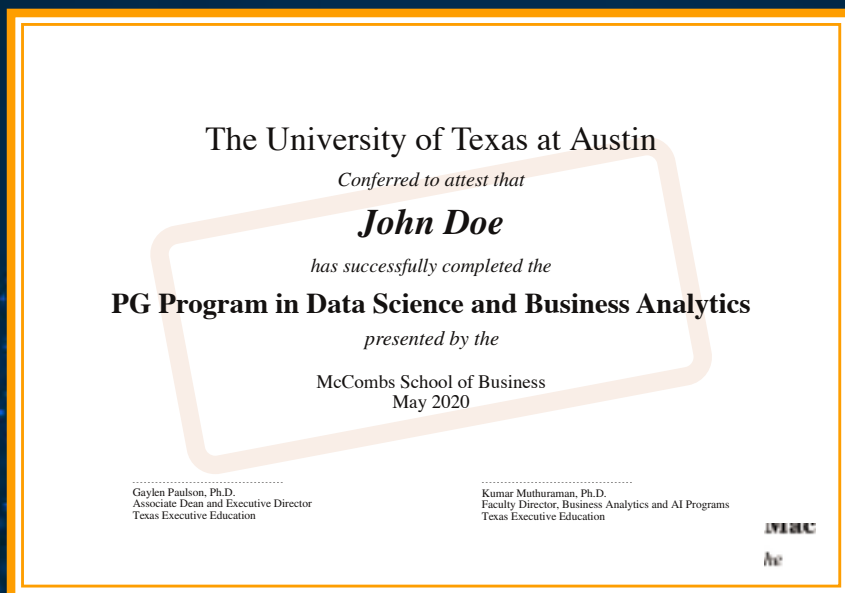 The University of Texas at Austin
Conferred to attest that
John Doe
has successfully completed the
PG Program in Data Science and Business Analytics
presented by the
McCombs School of Business
May 2020
Gaylen Paulson, Ph.D.
Associate Dean and Executive Director
Texas Executive Education
Kumar Muthuraman, Ph.D.
Faculty Director, Business Analytics and AI Programs
Texas Executive Education
Mac
he